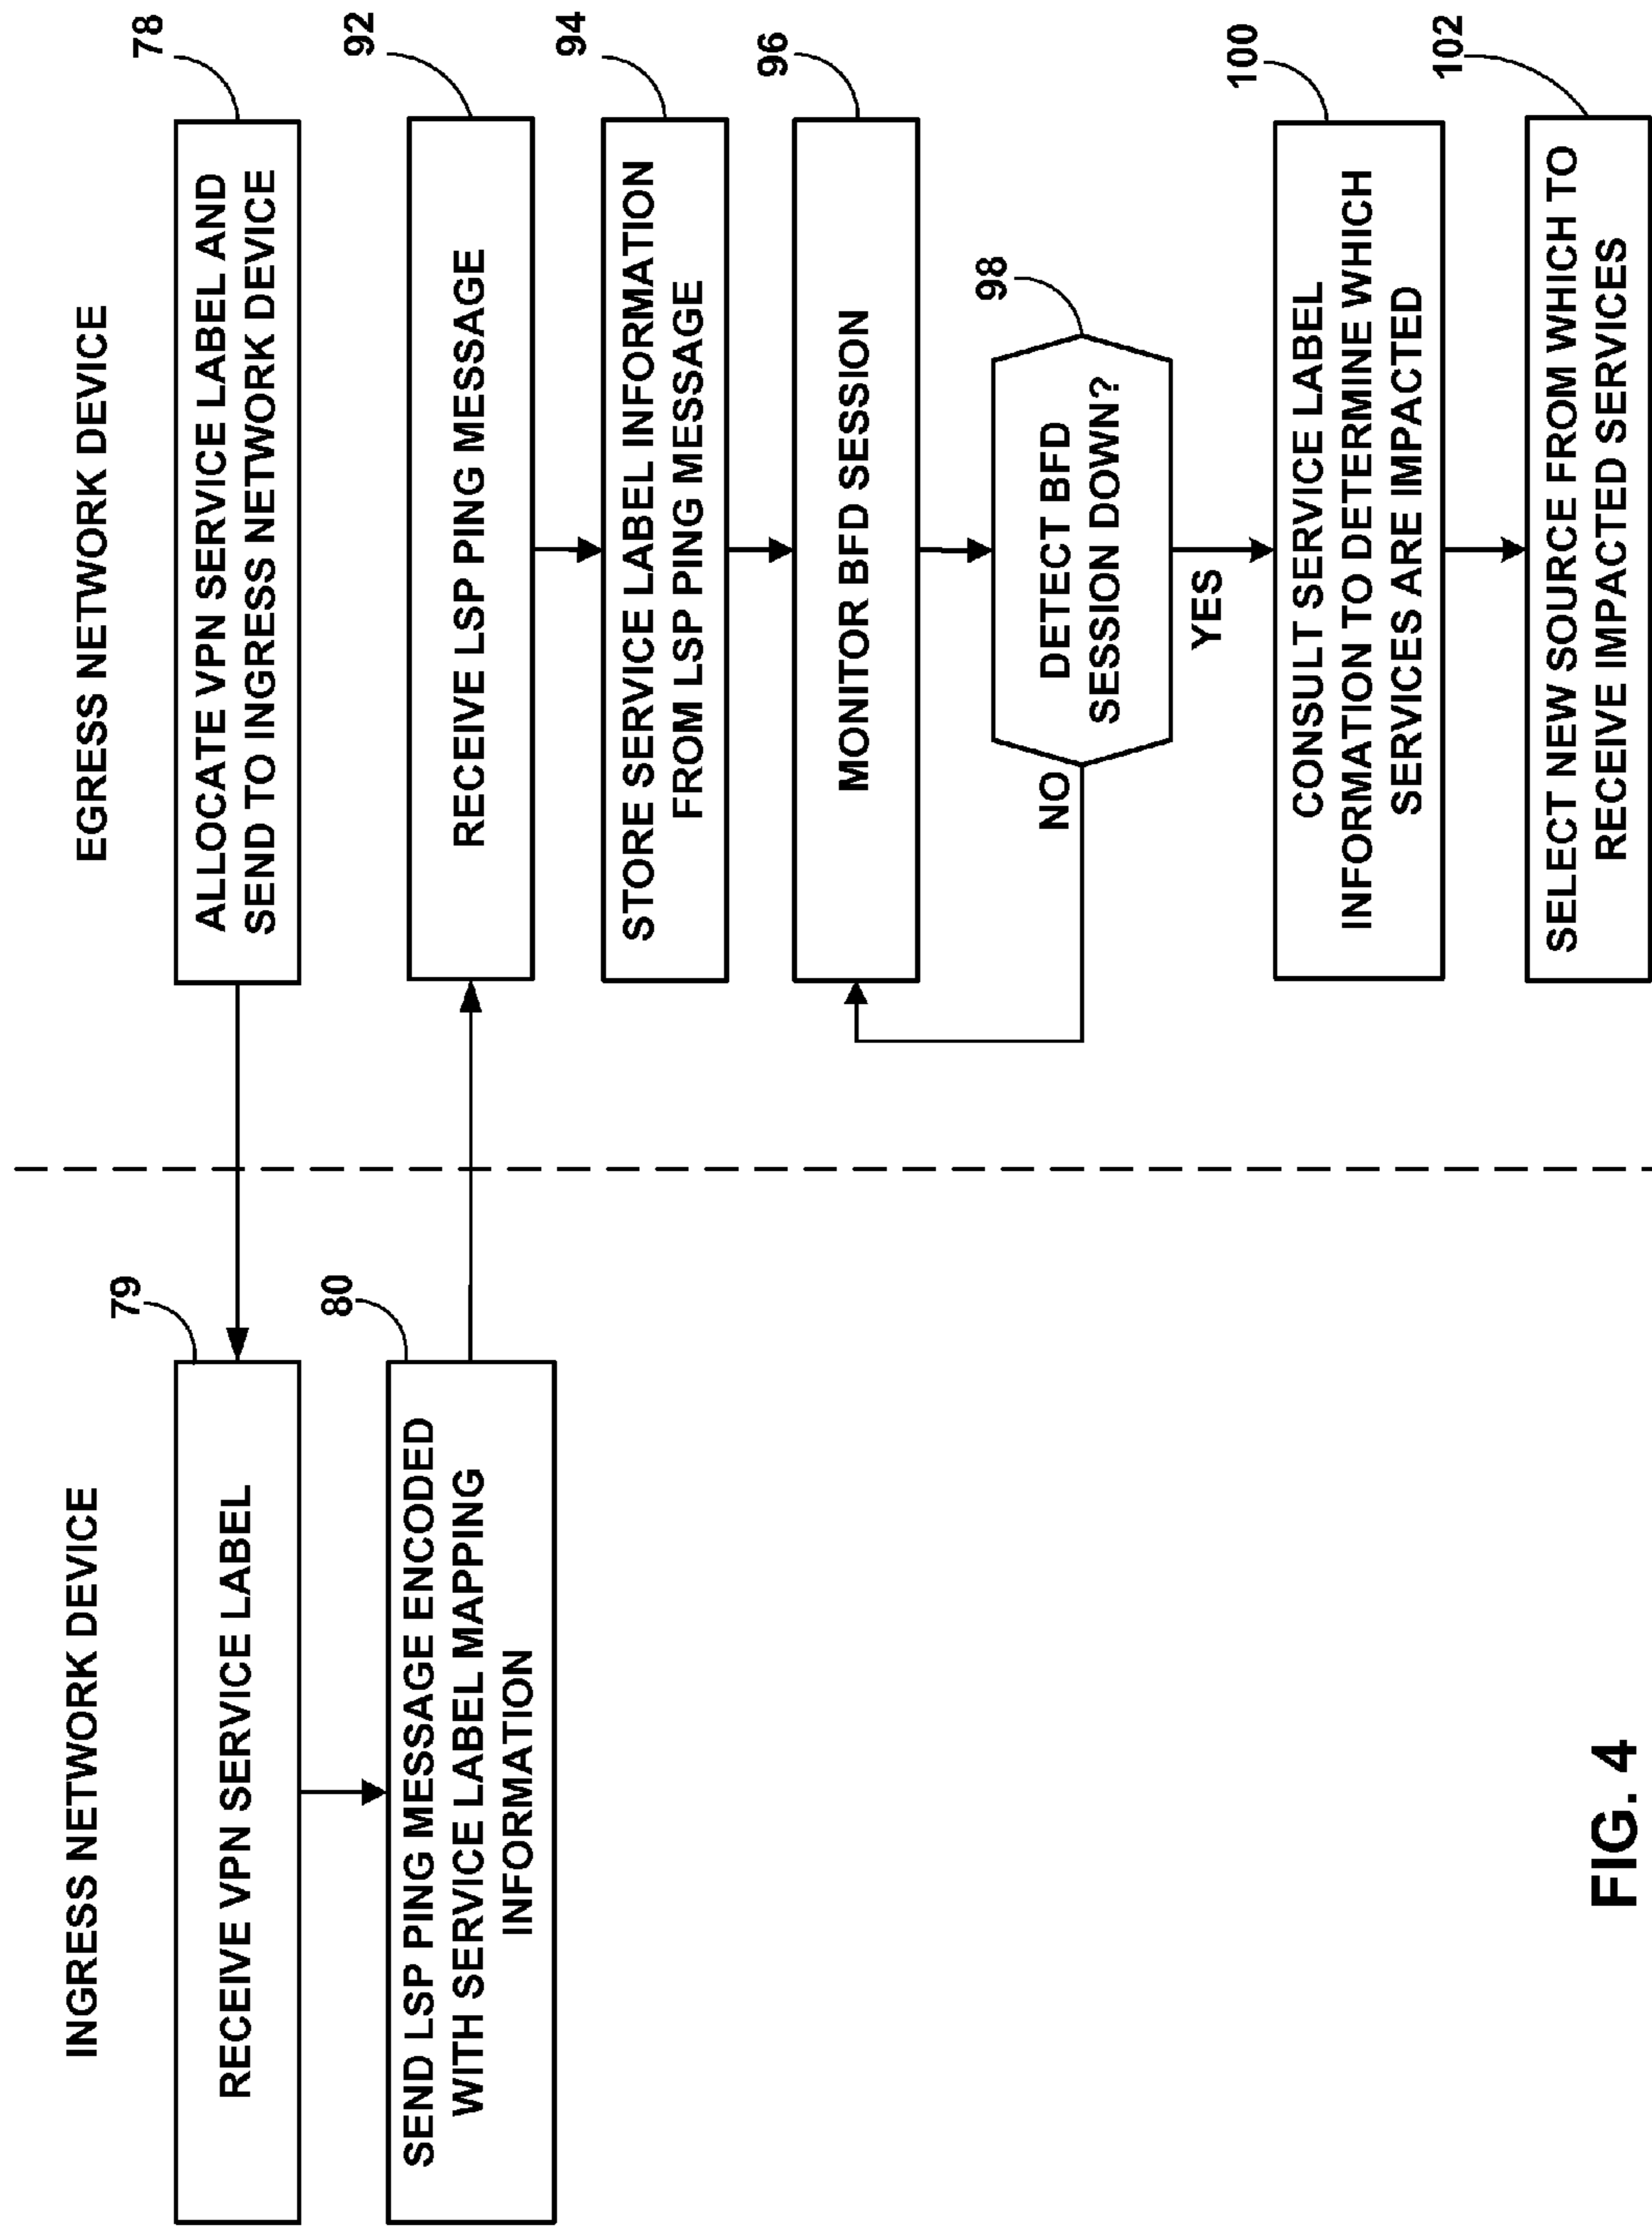 INGRESS NETWORK DEVICE
79
RECEIVE VPN SERVICE LABEL
80
SEND LSP PING MESSAGE ENCODED
WITH SERVICE LABEL MAPPING
INFORMATION
EGRESS NETWORK DEVICE
78
ALLOCATE VPN SERVICE LABEL AND
SEND TO INGRESS NETWORK DEVICE
92
RECEIVE LSP PING MESSAGE
94
STORE SERVICE LABEL INFORMATION
FROM LSP PING MESSAGE
96
MONITOR BFD SESSION
98
DETECT BFD
SESSION DOWN?
NO
YES
100
CONSULT SERVICE LABEL
INFORMATION TO DETERMINE WHICH
SERVICES ARE IMPACTED
102
SELECT NEW SOURCE FROM WHICH TO
RECEIVE IMPACTED SERVICES
FIG. 4